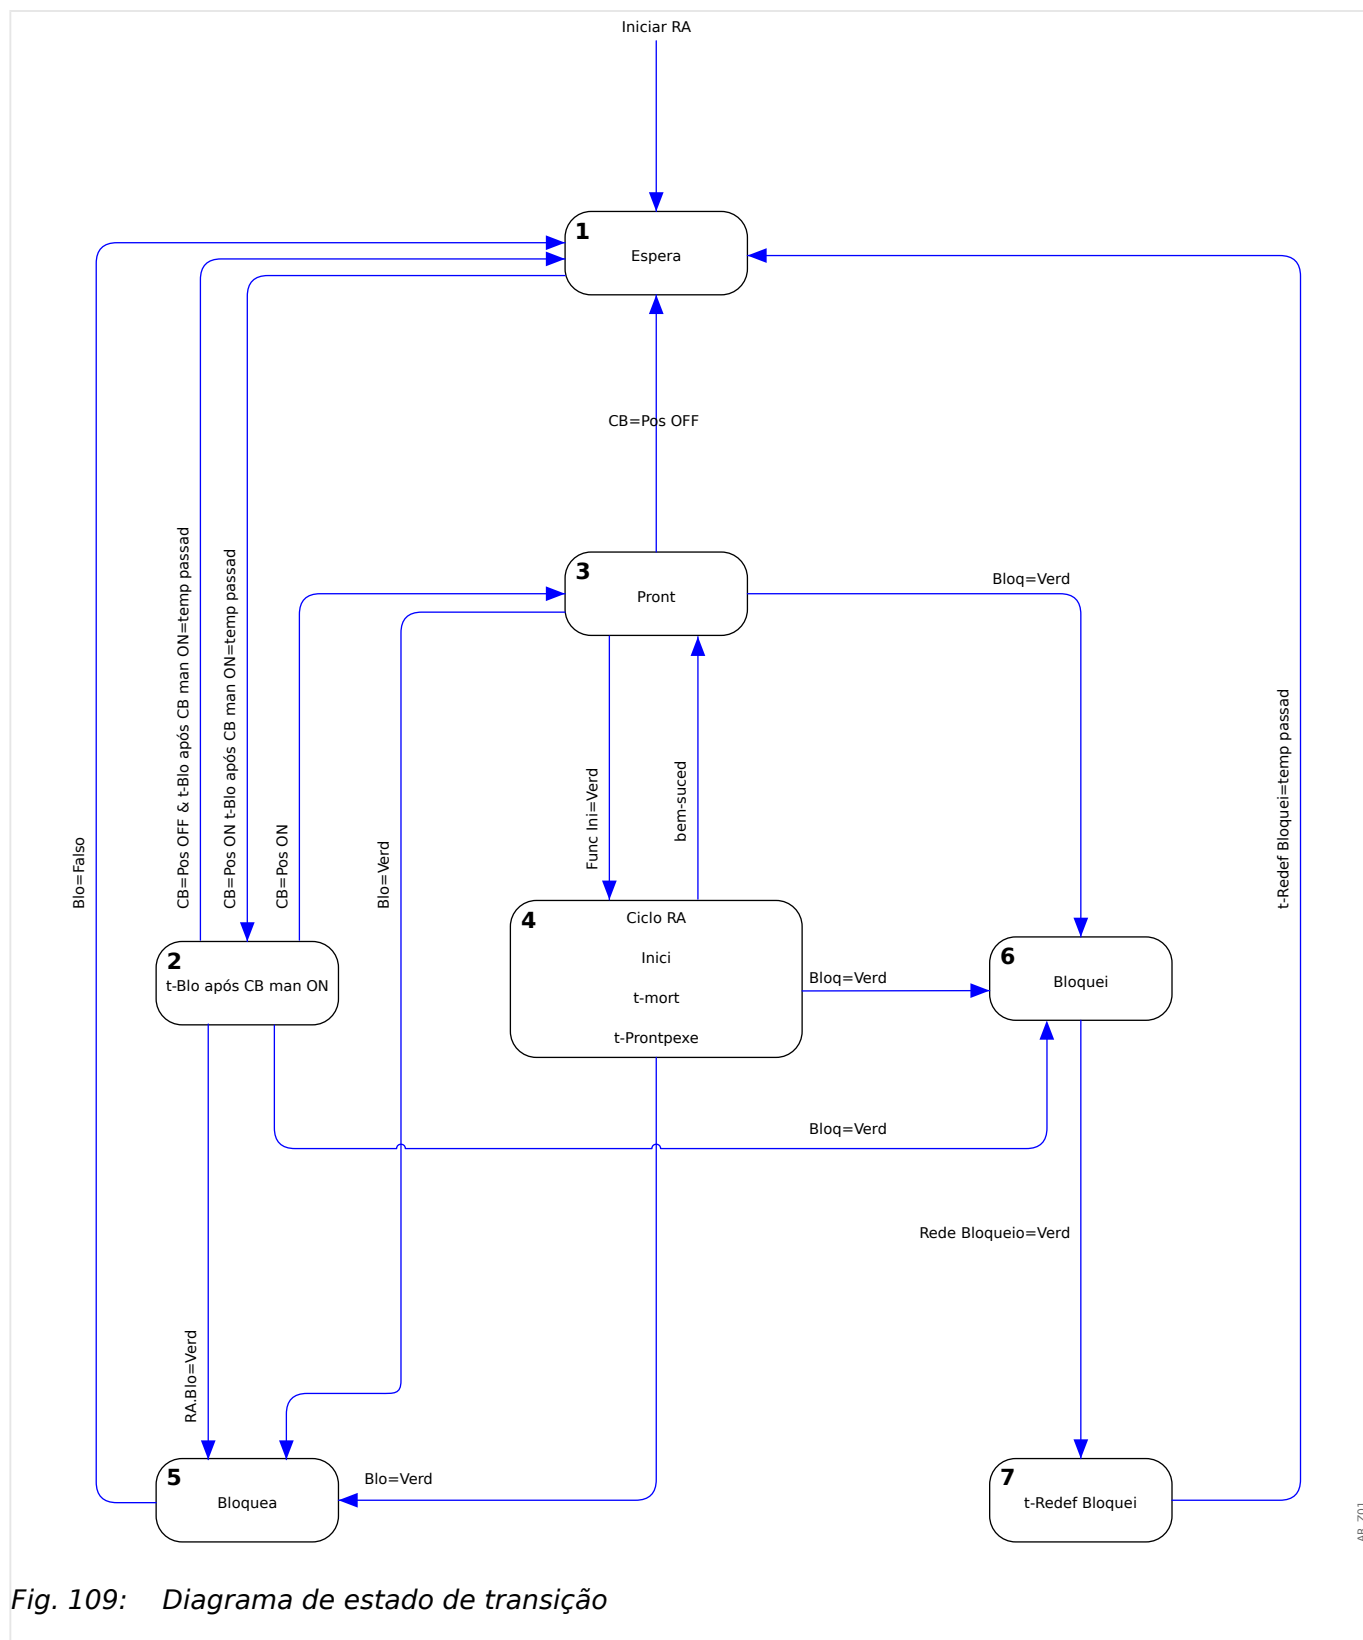 Iniciar RA
1
Espera
CB=Pos OFF
3
Pront
Bloq=Verd
CB=Pos OFF & t-Blo após CB man ON=temp passad
CB=Pos ON t-Blo após CB man ON=temp passad
CB=Pos ON
Blo=Falso
Blo=Verd
Func Ini=Verd
bem-suced
t-Redef Bloquei=temp passad
2
t-Blo após CB man ON
4
Ciclo RA
Inici
t-mort
t-Prontpexe
Bloq=Verd
6
Bloquei
Bloq=Verd
Rede Bloqueio=Verd
RA.Blo=Verd
5
Bloquea
Blo=Verd
7
t-Redef Bloquei
AR_Z01
Fig. 109: Diagrama de estado de transição